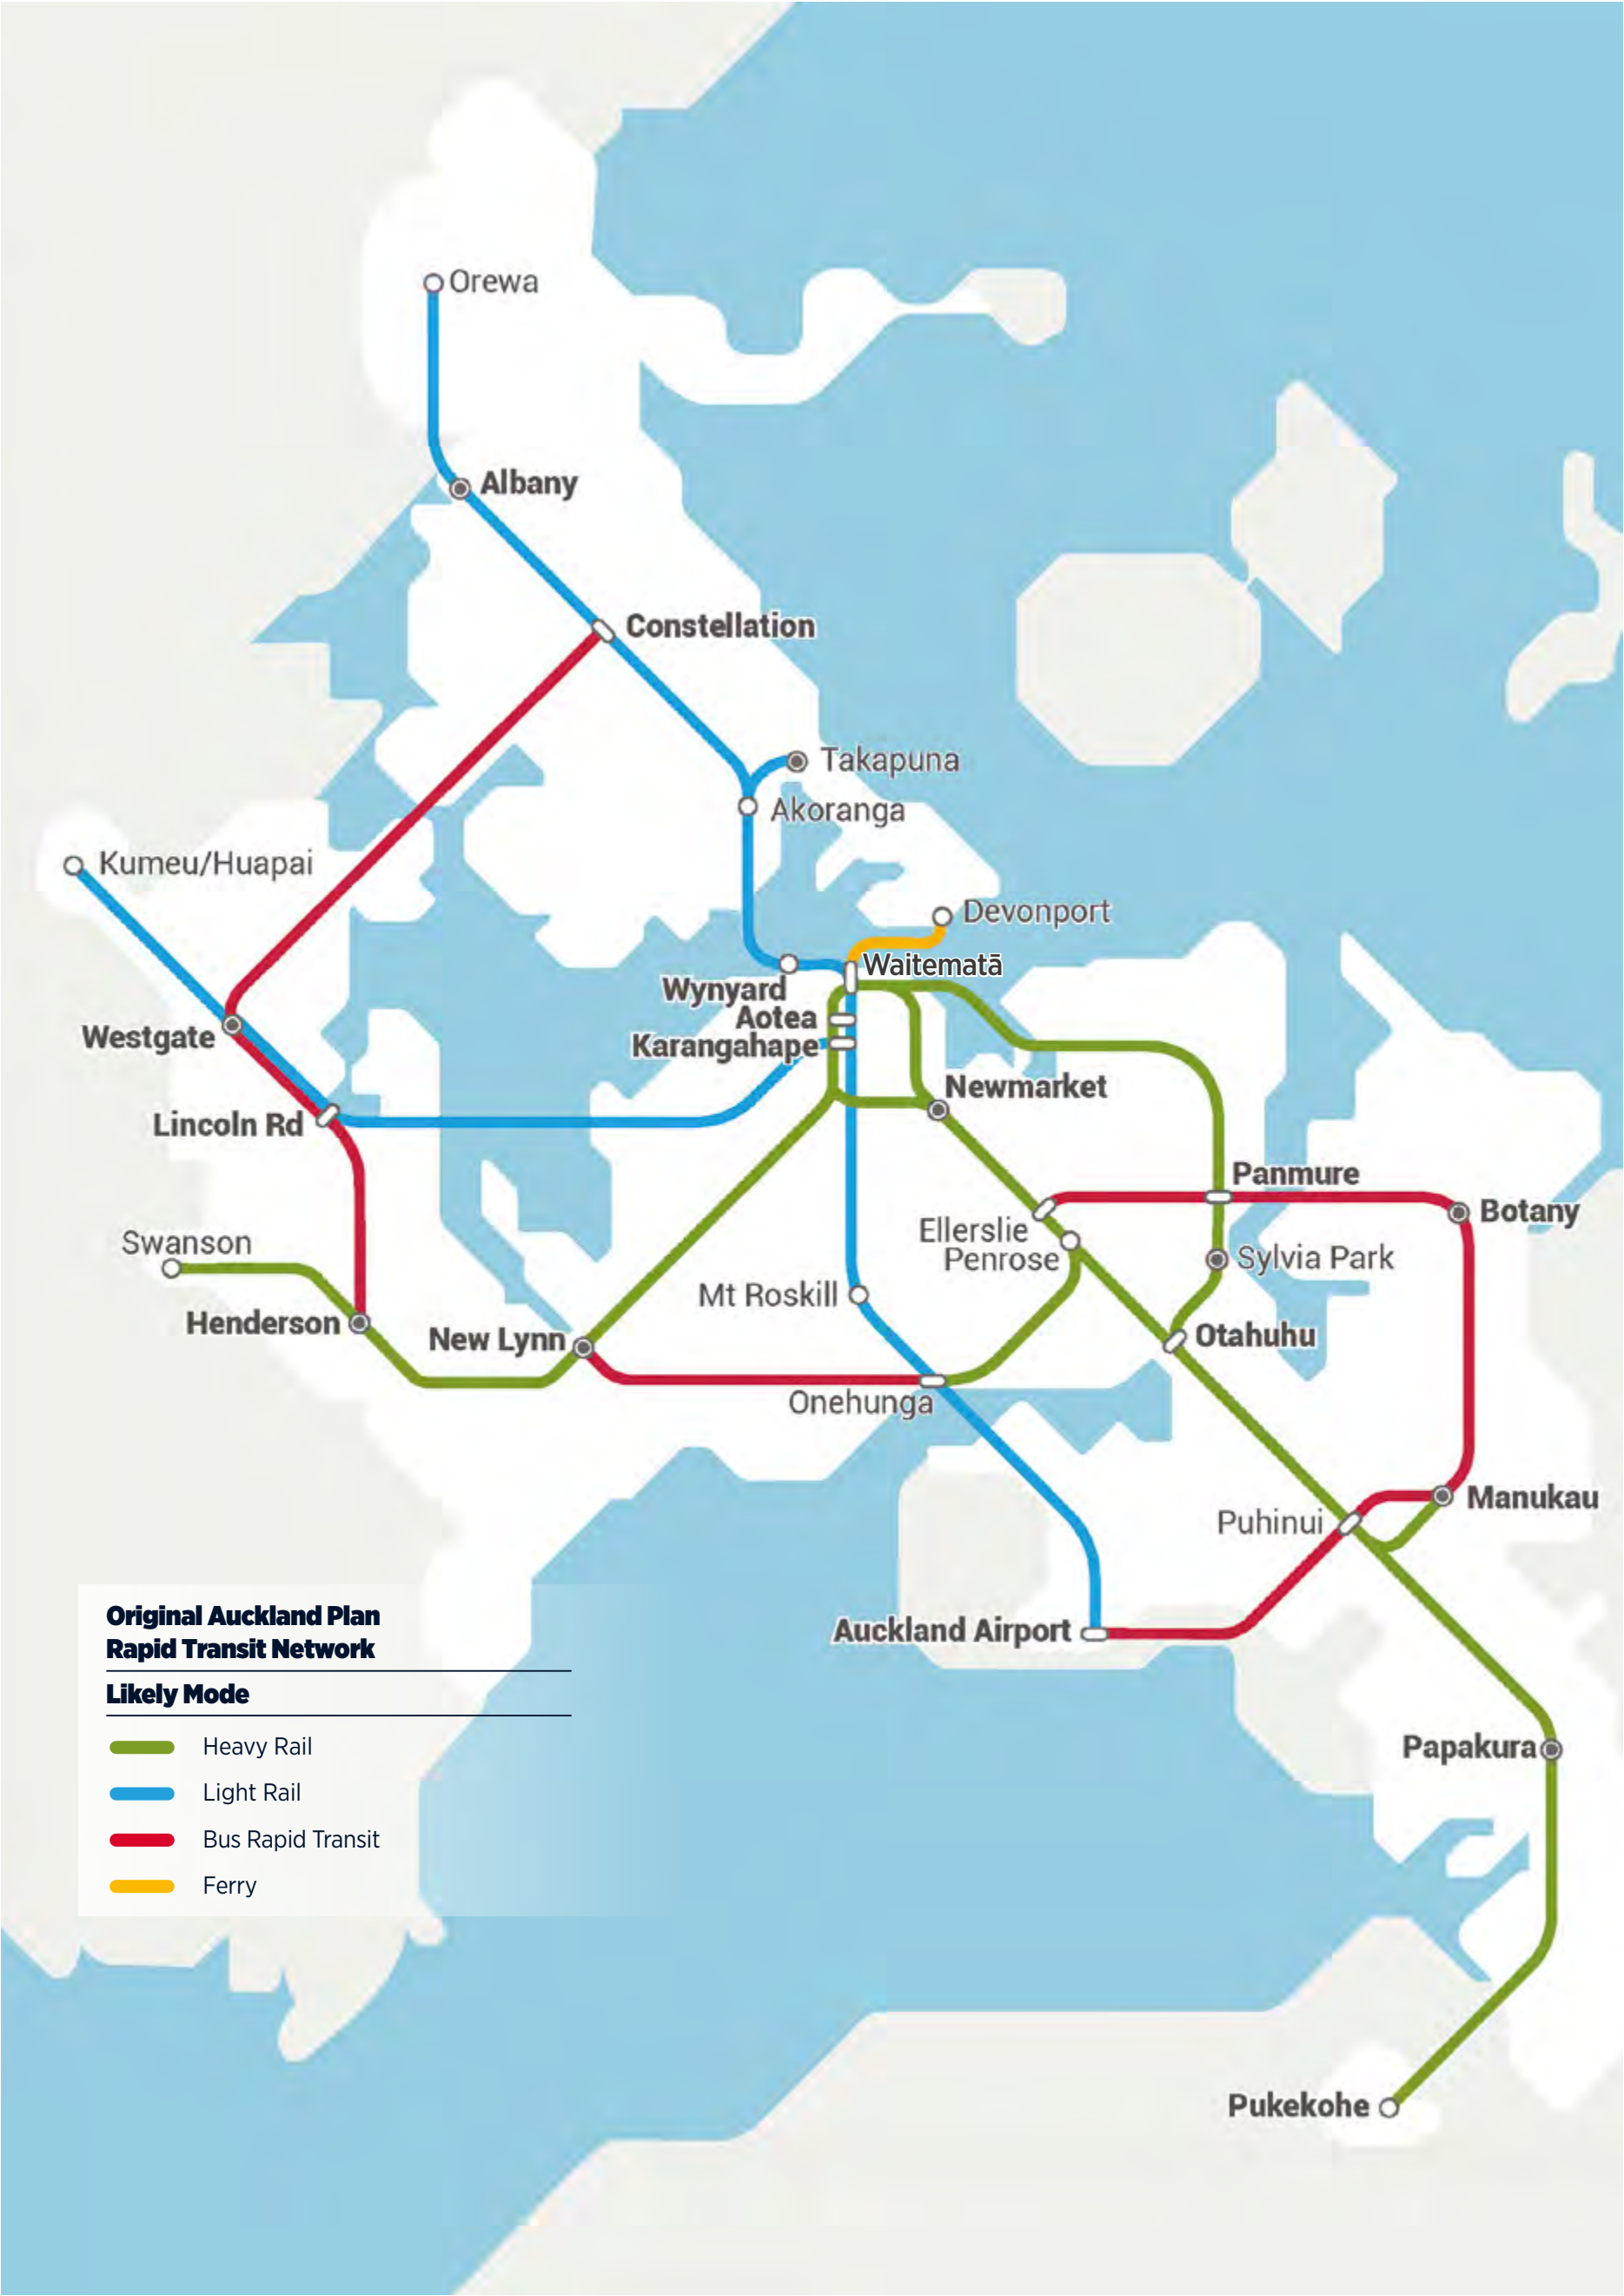 Orewa
Albany
Constellation
Takapuna
Akoranga
Kumeu/Huapai
Devonport
Waitematā
Wynyard
Aotea
Westgate
Karangahape
Newmarket
Lincoln Rd
Panmure
Botany
Ellerslie
Swanson
Penrose
Sylvia Park
Mt Roskill
Henderson
New Lynn
Otahuhu
Onehunga
Manukau
Puhinui
Auckland Airport
Original Auckland Plan
Rapid Transit Network
Likely Mode
Heavy Rail
Light Rail
Bus Rapid Transit
Ferry
Papakura
Pukekohe